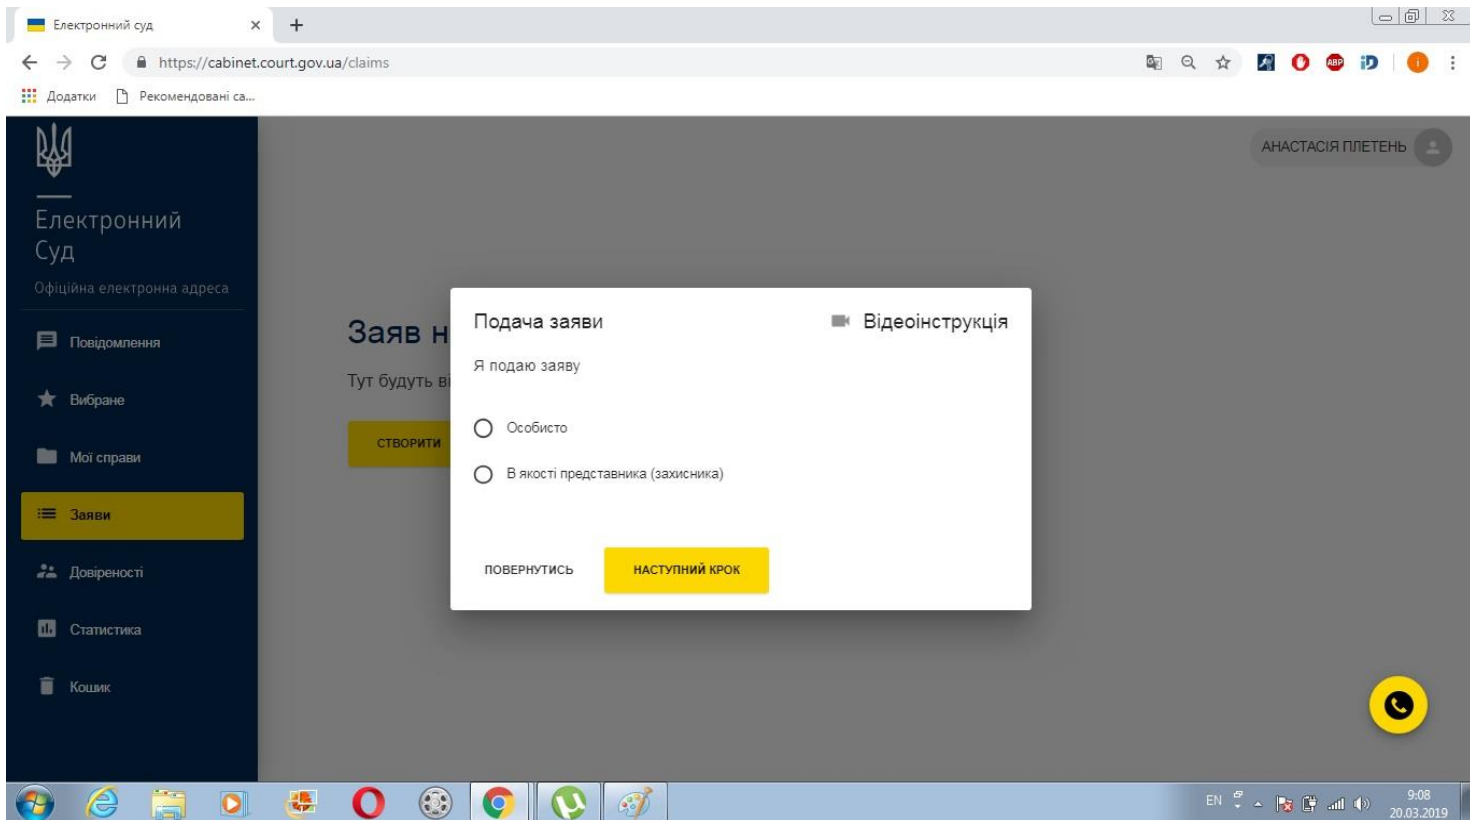 Електронний суд
https://cabinet.court.gov.ua/claims
ABP
i
Додатки
Рекомендовані са...
АНАСТАСІЯ ПЛЕТЕНЬ
Електронний
Суд
Офіційна електронна адреса
Повідомлення
Вибране
Мої справи
Заяви
Довіреності
Статистика
Кошик
Заяв н
Тут будуть ві
СТВОРИТИ
Подача заяви
Відеоінструкція
Я подаю заяву
Особисто
В якості представника (захисника)
ПОВЕРНУТИСЬ
НАСТУПНИЙ КРОК
EN
9:08
20.03.2019